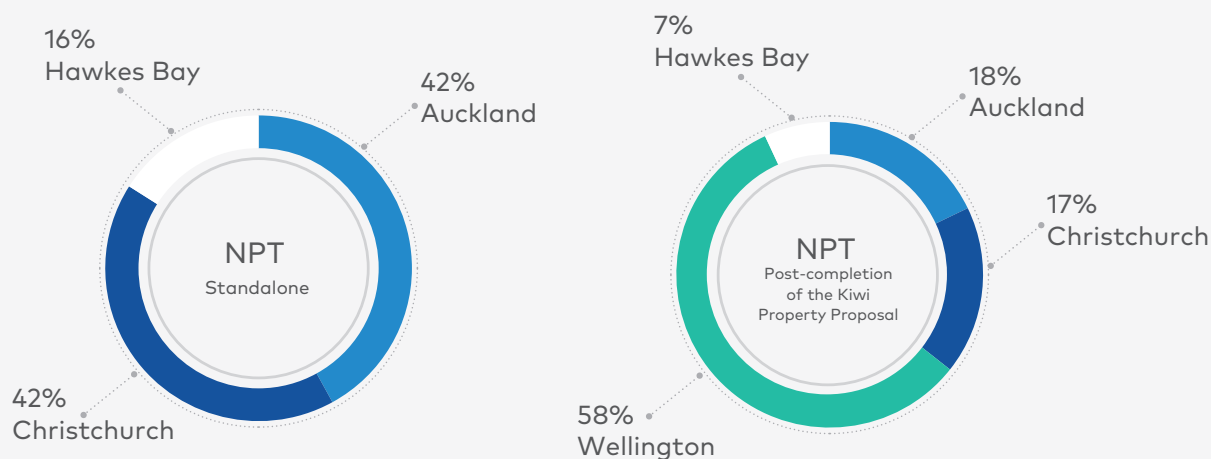 16%
Hawkes Bay
42%
Auckland
NPT
Standalone
42%
Christchurch
7%
Hawkes Bay
18%
Auckland
17%
Christchurch
NPT
Post-completion
of the Kiwi
Property Proposal
58%
Wellington